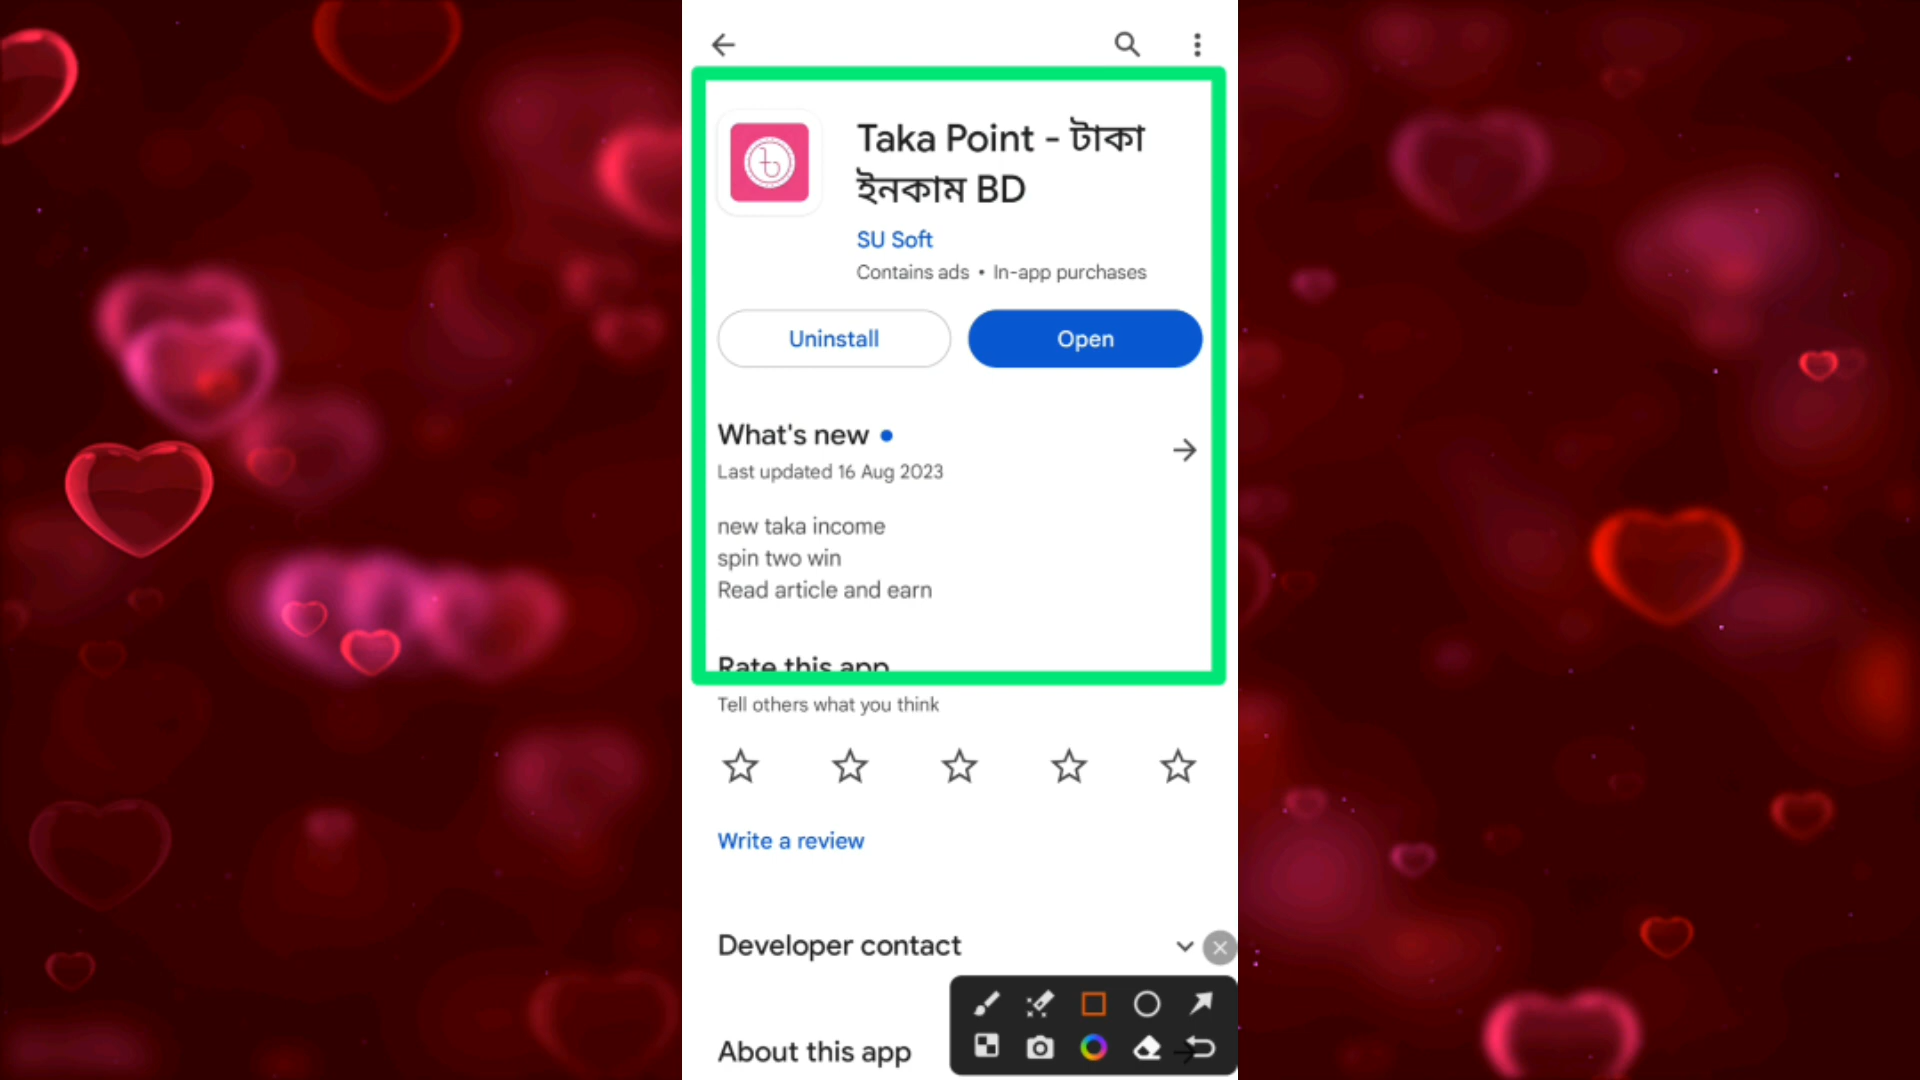 Taka Point - টাকা
ইনকাম BD
SU Soft
Contains ads • In-app purchases
Uninstall
Open
What's new
Last updated 16 Aug 2023
new taka income
spin two win
Read article and earn
Rate this app
Tell others what you think
Write a review
Developer contact
About this app